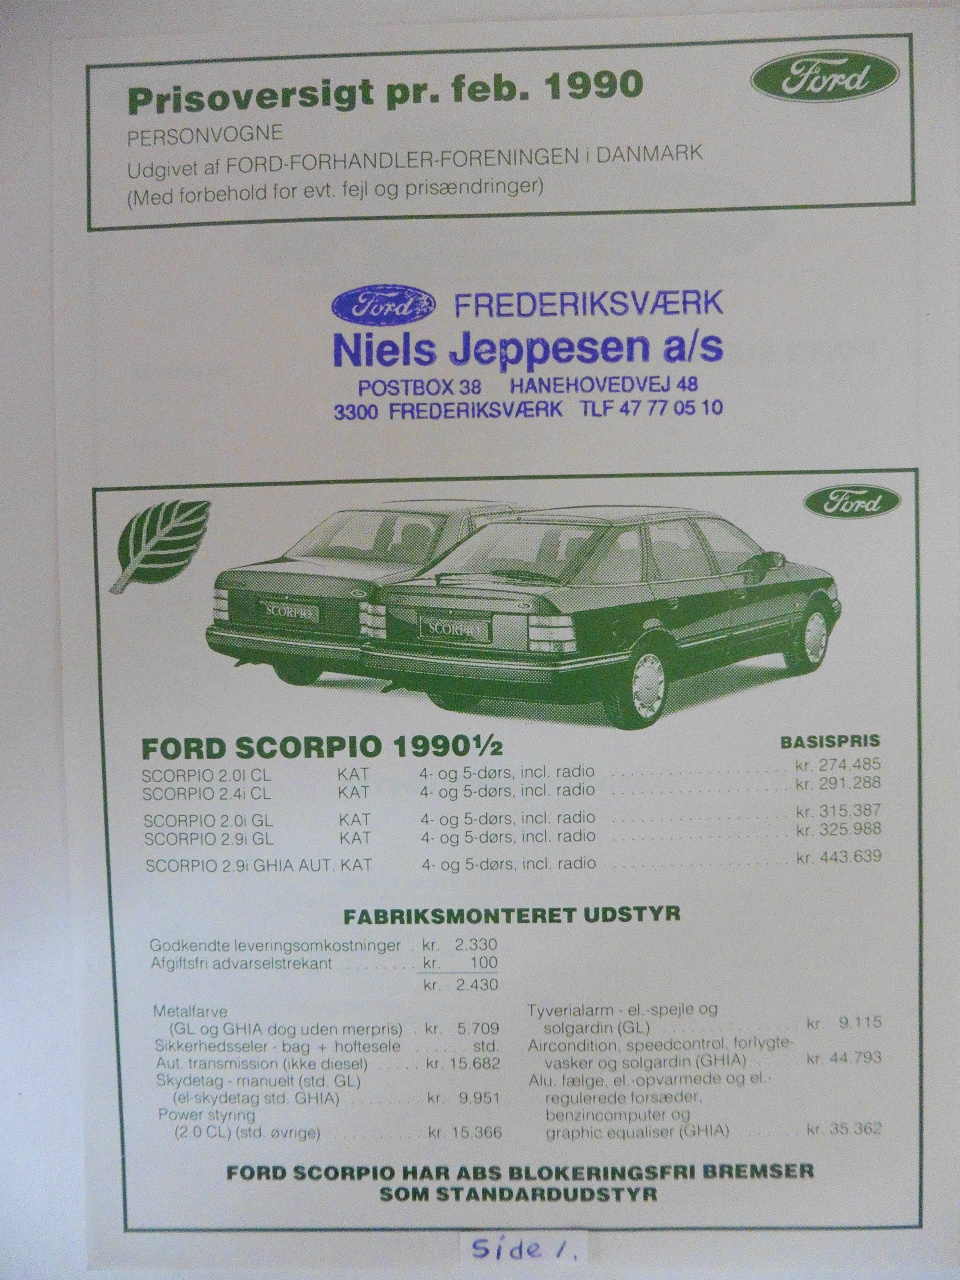 Prisoversigt pr. feb. 1990
Ford
PERSONVOGNE
Udgivet af FORD-FORHANDLER-FORENINGEN i DANMARK
(Med forbehold for evt. fejl og prisændringer)
Ford FREDERIKSVÆRK
Niels Jeppesen a/s
POSTBOX 38 HANEHOVEDVEJ 48
3300 FREDERIKSVÆRK TLF 47 77 05 10
Ford
SCORPIO
SCORPIO
FORD SCORPIO 1990½ BASISPRIS
SCORPIO 2.0I CL KAT 4- og 5-dørs, incl. radio kr. 274.485
SCORPIO 2.4i CL KAT 4- og 5-dørs, incl. radio kr. 291.288
SCORPIO 2.0i GL KAT 4- og 5-dørs, incl. radio kr. 315.387
SCORPIO 2.9i GL KAT 4- og 5-dørs, incl. radio kr. 325.988
SCORPIO 2.9i GHIA AUT. KAT 4- og 5-dørs, incl. radio kr. 443.639
FABRIKSMONTERET UDSTYR
Godkendte leveringsomkostninger . kr. 2.330
Afgiftsfri advarselstrekant ........ kr. 100
kr. 2.430
Metalfarve
(GL og GHIA dog uden merpris) . kr. 5.709
Sikkerhedsseler - bag + hoftesele ...... std.
Aut. transmission (ikke diesel) ..... kr. 15.682
Skydetag - manuelt (std. GL)
(el-skydetag std. GHIA) ........ kr. 9.951
Power styring
(2.0 CL) (std. øvrige) .......... kr. 15.366
Tyverialarm - el.-spejle og
solgardin (GL) kr. 9.115
Aircondition, speedcontrol, forlygte-
vasker og solgardin (GHIA) kr. 44.793
Alu. fælge, el.-opvarmede og el.-
regulerede forsæder,
benzincomputer og
graphic equaliser (GHIA) kr. 35.362
FORD SCORPIO HAR ABS BLOKERINGSFRI BREMSER
SOM STANDARDUDSTYR
Side 1.